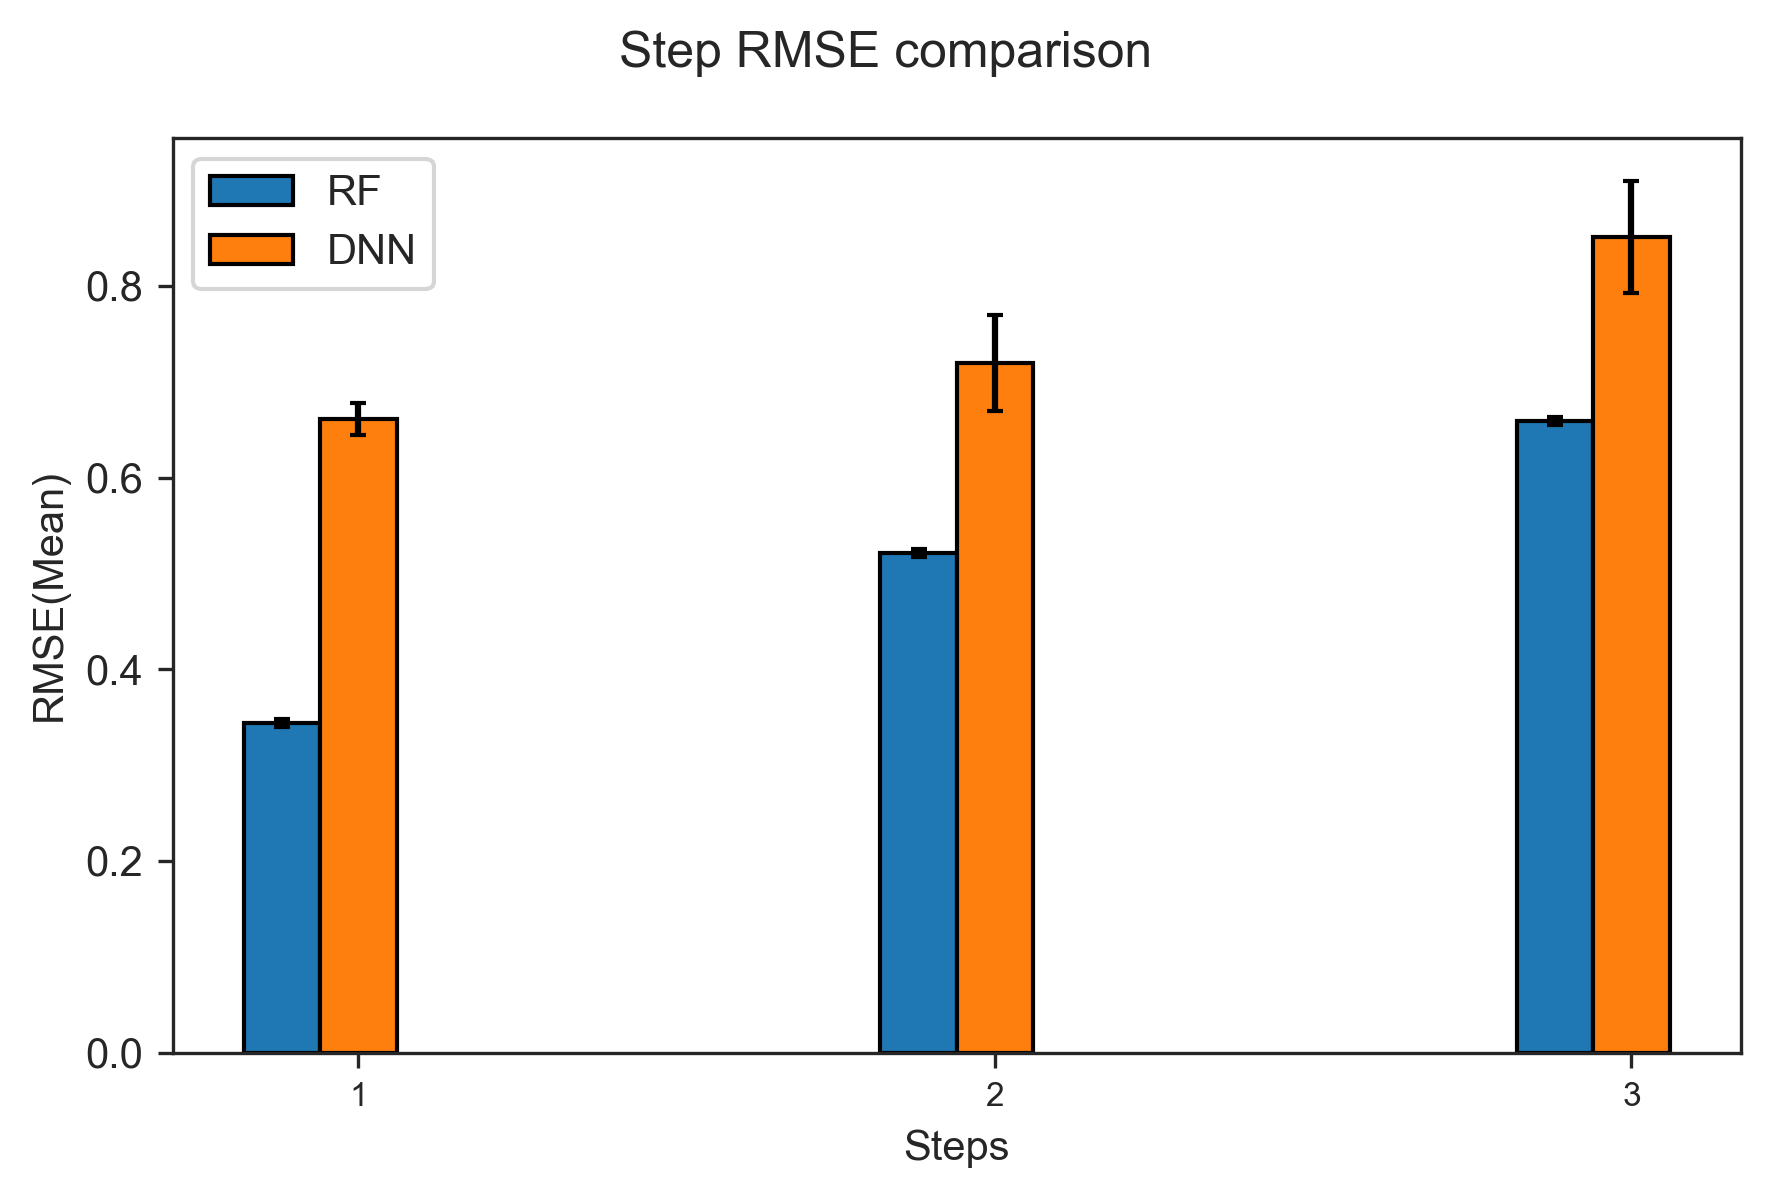 Step RMSE comparison
RF
DNN
0.8
0.6
0.4
0.2
0.0
RMSE(Mean)
1 2 3
Steps